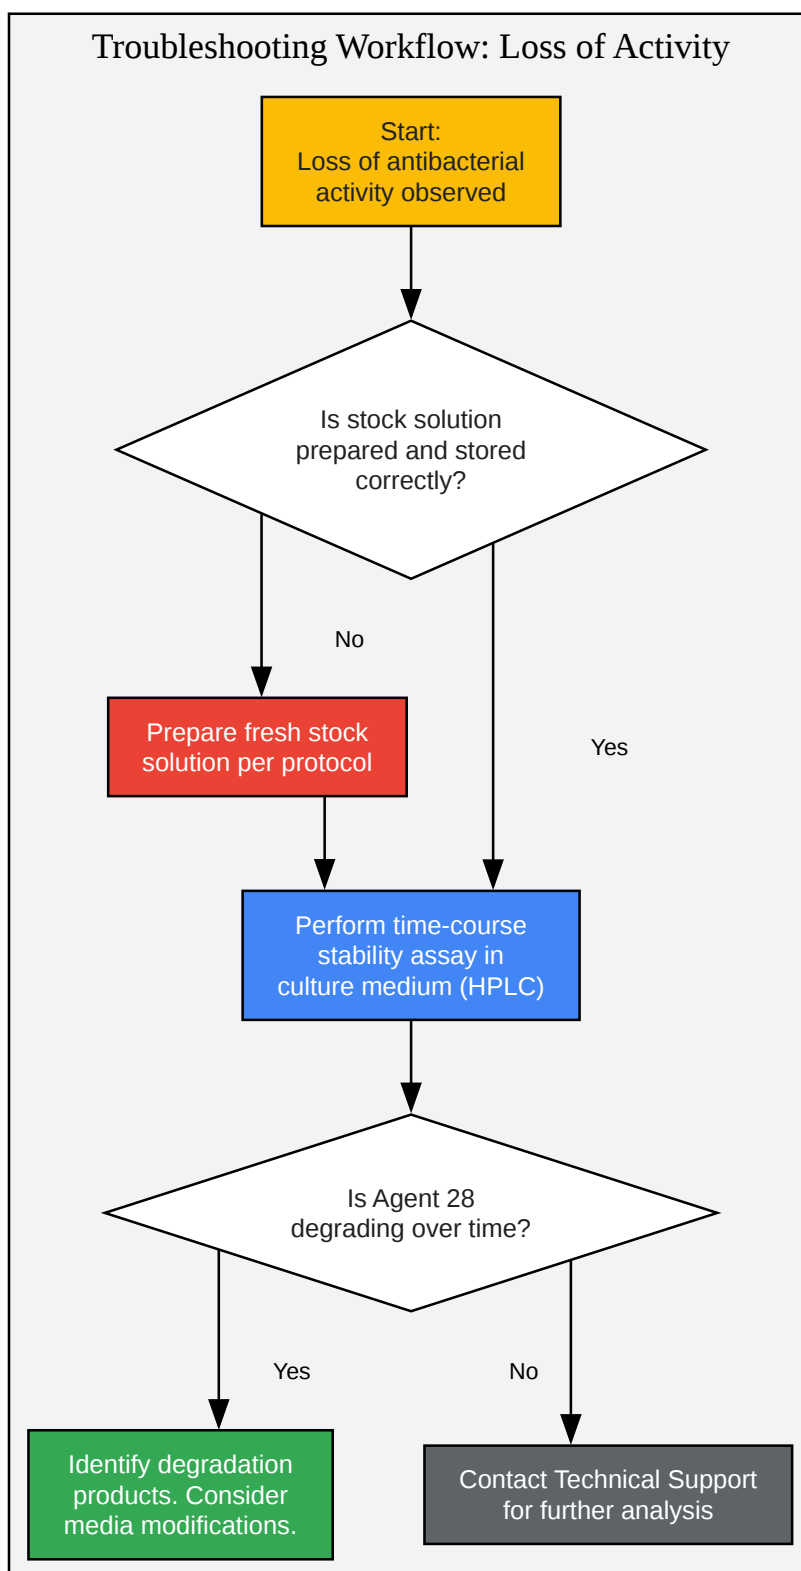 Troubleshooting Workflow: Loss of Activity
Start:
Loss of antibacterial
activity observed
Is stock solution
prepared and stored
correctly?
No
Prepare fresh stock
solution per protocol
Yes
Perform time-course
stability assay in
culture medium (HPLC)
Is Agent 28
degrading over time?
Yes
No
Identify degradation
products. Consider
media modifications.
Contact Technical Support
for further analysis